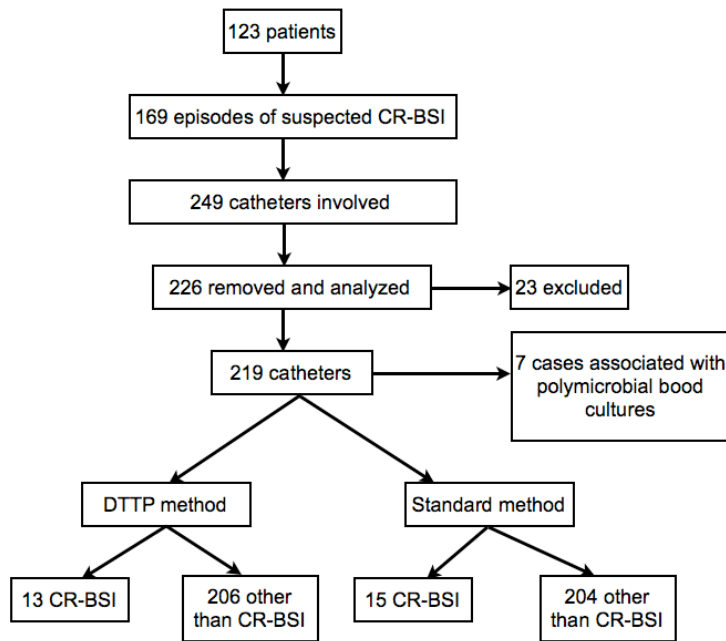 123 patients
169 episodes of suspected CR-BSI
249 catheters involved
226 removed and analyzed
23 excluded
219 catheters
7 cases associated with
polymicrobial bood
cultures
DTTP method
Standard method
13 CR-BSI
206 other
than CR-BSI
15 CR-BSI
204 other
than CR-BSI